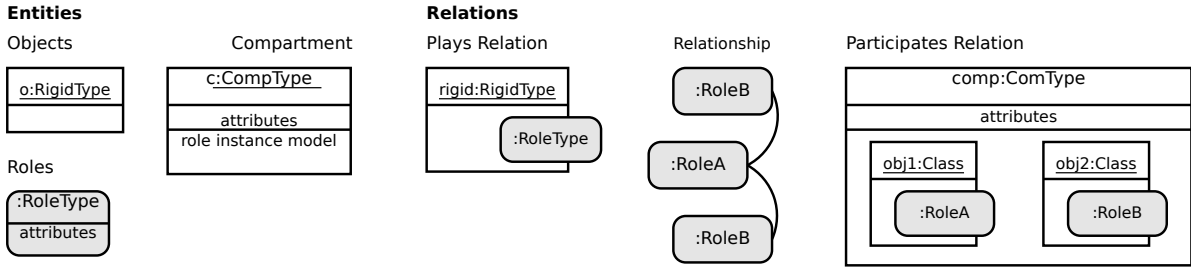 Entities
Relations
Objects
Compartment
Plays Relation
Relationship
Participates Relation
o:RigidType
c:CompType
attributes
role instance model
Roles
:RoleType
attributes
rigid:RigidType
:RoleType
:RoleB
:RoleA
:RoleB
comp:ComType
attributes
obj1:Class
:RoleA
obj2:Class
:RoleB